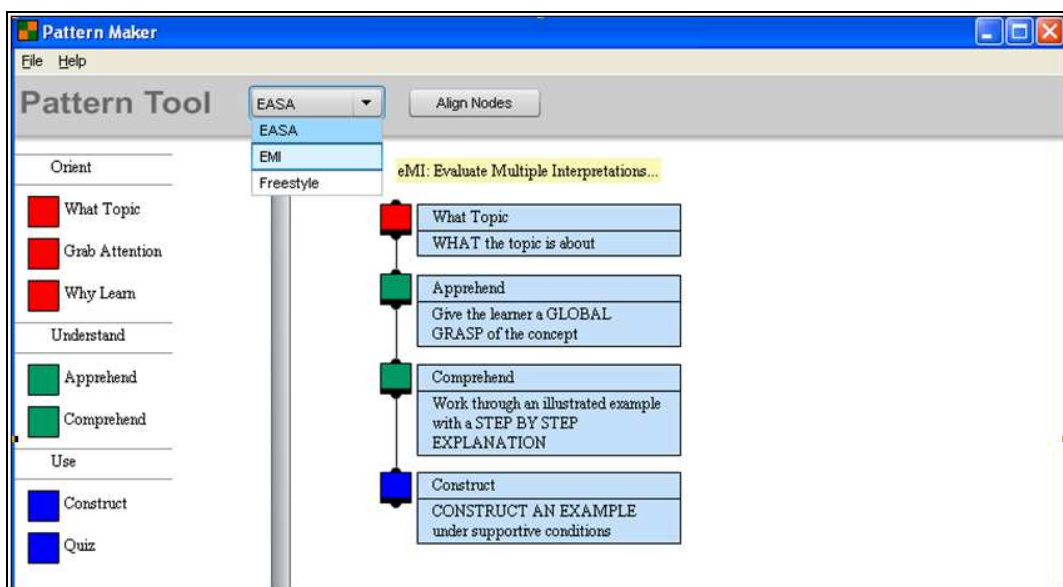 Pattern Maker
File Help
Pattern Tool
EASA
Align Nodes
EASA
EMI
Freestyle
Orient
What Topic
Grab Attention
Why Learn
Understand
Apprehend
Comprehend
Use
Construct
Quiz
eMI: Evaluate Multiple Interpretations...
What Topic
WHAT the topic is about
Apprehend
Give the learner a GLOBAL
GRASP of the concept
Comprehend
Work through an illustrated example
with a STEP BY STEP
EXPLANATION
Construct
CONSTRUCT AN EXAMPLE
under supportive conditions